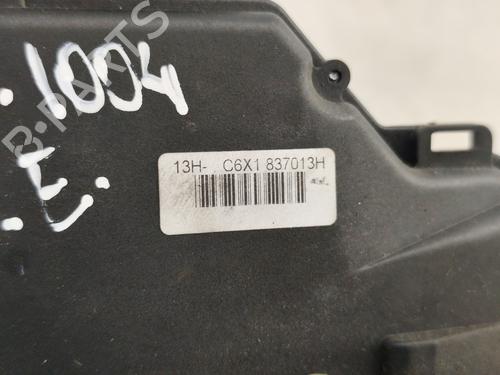 .1004
.E.
B-PARTS
13H- C6X1 837013H